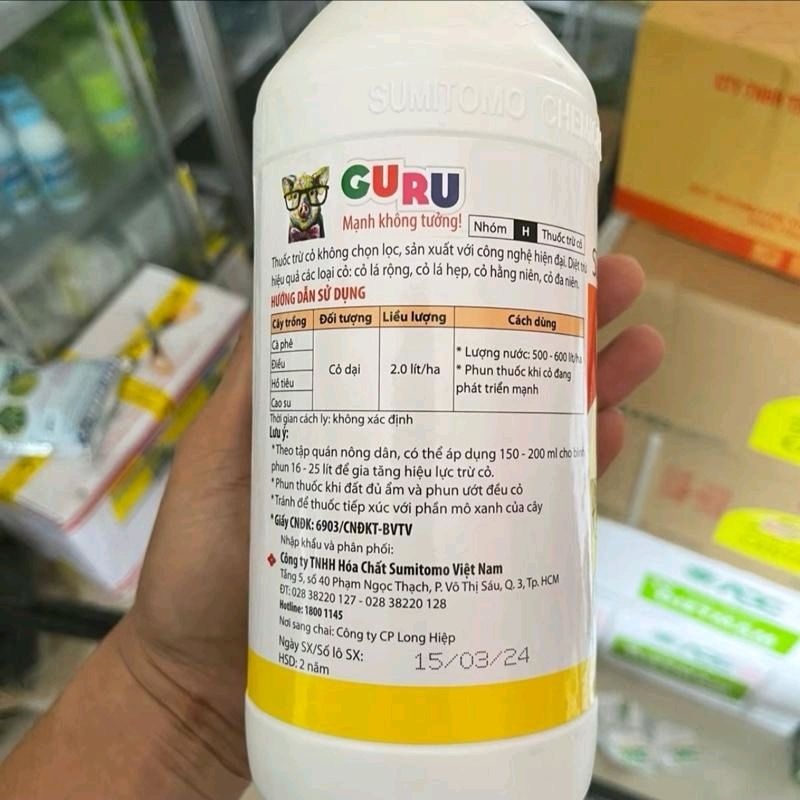 SUMITOMO CHEM
GURU
Mạnh không tưởng!
Nhóm H Thuốc trừ cỏ
Thuốc trừ cỏ không chọn lọc, sản xuất với công nghệ hiện đại. Diệt trừ
hiệu quả các loại cỏ: cỏ lá rộng, cỏ lá hẹp, cỏ hằng niên, cỏ đa niên.
HƯỚNG DẪN SỬ DỤNG
Cây trồng Đối tượng Liều lượng Cách dùng
Cà phê
Điều
Hồ tiêu
Cao su
Cỏ dại
2.0 lít/ha
* Lượng nước: 500 - 600 lít/ha
* Phun thuốc khi cỏ đang
phát triển mạnh
Thời gian cách ly: không xác định
Lưu ý:
*Theo tập quán nông dân, có thể áp dụng 150 - 200 ml cho bình
phun 16 - 25 lít để gia tăng hiệu lực trừ cỏ.
*Phun thuốc khi đất đủ ẩm và phun ướt đều cỏ
*Tránh để thuốc tiếp xúc với phần mô xanh của cây
*Giấy CNĐK: 6903/CNĐKT-BVTV
Nhập khẩu và phân phối:
Công ty TNHH Hóa Chất Sumitomo Việt Nam
Tầng 5, số 40 Phạm Ngọc Thạch, P. Võ Thị Sáu, Q. 3, Tp. HCM
ĐT: 028 38220 127 - 028 38220 128
Hotline: 1800 1145
Nơi sang chai: Công ty CP Long Hiệp
Ngày SX/Số lô SX: 15/03/24
HSD: 2 năm